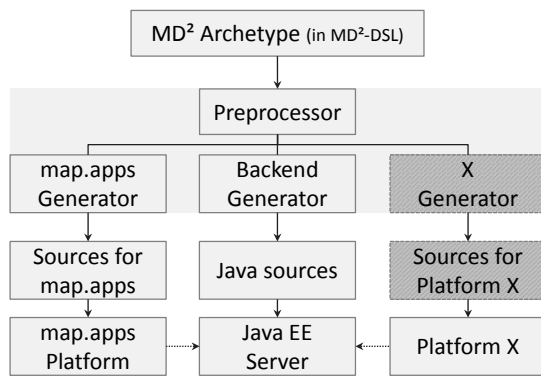 MD² Archetype (in MD²-DSL)
Preprocessor
map.apps
Generator
Backend
Generator
X
Generator
Sources for
map.apps
Java sources
Sources for
Platform X
map.apps
Platform
Java EE
Server
Platform X